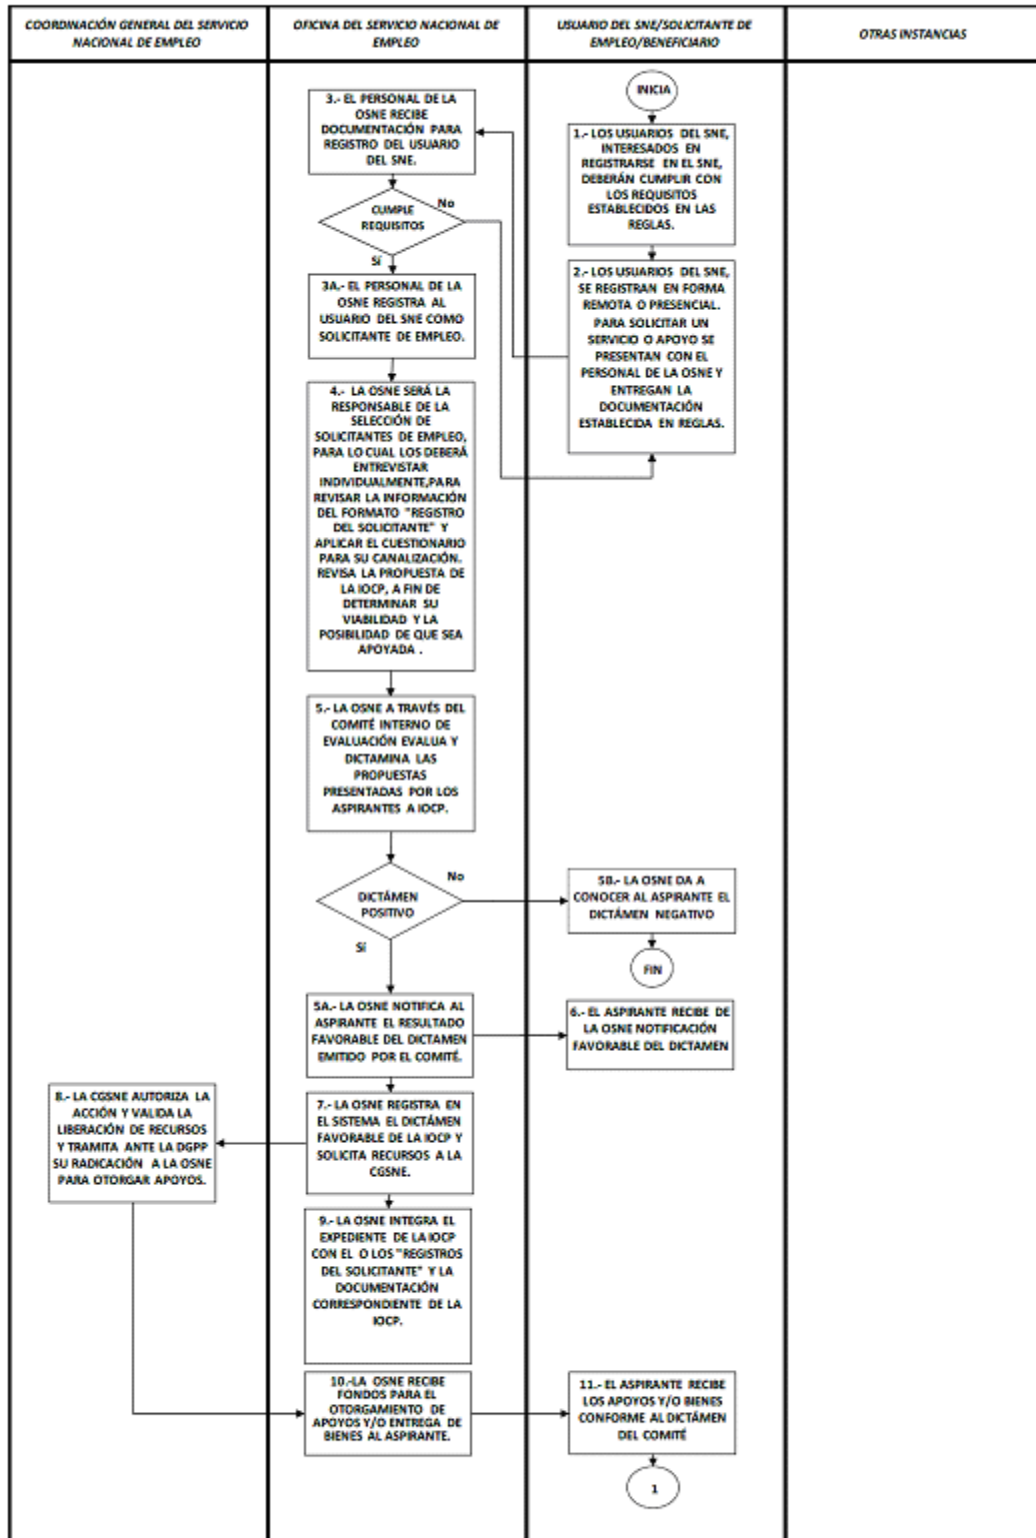 COORDINACIÓN GENERAL DEL SERVICIO
NACIONAL DE EMPLEO
OFICINA DEL SERVICIO NACIONAL DE
EMPLEO
USUARIO DEL SNE/SOLICITANTE DE
EMPLEO/BENEFICIARIO
OTRAS INSTANCIAS
INICIA
1.- LOS USUARIOS DEL SNE,
INTERESADOS EN
REGISTRARSE EN EL SNE,
DEBERÁN CUMPLIR CON
LOS REQUISITOS
ESTABLECIDOS EN LAS
REGLAS.
2.- LOS USUARIOS DEL SNE,
SE REGISTRAN EN FORMA
REMOTA O PRESENCIAL.
PARA SOLICITAR UN
SERVICIO O APOYO SE
PRESENTAN CON EL
PERSONAL DE LA OSNE Y
ENTREGAN LA
DOCUMENTACIÓN
ESTABLECIDA EN REGLAS.
3.- EL PERSONAL DE LA
OSNE RECIBE
DOCUMENTACIÓN PARA
REGISTRO DEL USUARIO
DEL SNE.
CUMPLE
REQUISITOS
No
Sí
3A.- EL PERSONAL DE LA
OSNE REGISTRA AL
USUARIO DEL SNE COMO
SOLICITANTE DE EMPLEO.
4.- LA OSNE SERÁ LA
RESPONSABLE DE LA
SELECCIÓN DE
SOLICITANTES DE EMPLEO,
PARA LO CUAL LOS DEBERÁ
ENTREVISTAR
INDIVIDUALMENTE,PARA
REVISAR LA INFORMACIÓN
DEL FORMATO "REGISTRO
DEL SOLICITANTE" Y
APLICAR EL CUESTIONARIO
PARA SU CANALIZACIÓN.
REVISA LA PROPUESTA DE
LA IOCP, A FIN DE
DETERMINAR SU
VIABILIDAD Y LA
POSIBILIDAD DE QUE SEA
APOYADA .
5.- LA OSNE A TRAVÉS DEL
COMITÉ INTERNO DE
EVALUACIÓN EVALUA Y
DICTAMINA LAS
PROPUESTAS
PRESENTADAS POR LOS
ASPIRANTES A IOCP.
DICTÁMEN
POSITIVO
No
Sí
5B.- LA OSNE DA A
CONOCER AL ASPIRANTE EL
DICTÁMEN NEGATIVO
FIN
5A.- LA OSNE NOTIFICA AL
ASPIRANTE EL RESULTADO
FAVORABLE DEL DICTAMEN
EMITIDO POR EL COMITÉ.
6.- EL ASPIRANTE RECIBE DE
LA OSNE NOTIFICACIÓN
FAVORABLE DEL DICTAMEN
7.- LA OSNE REGISTRA EN
EL SISTEMA EL DICTÁMEN
FAVORABLE DE LA IOCP Y
SOLICITA RECURSOS A LA
CGSNE.
8.- LA CGSNE AUTORIZA LA
ACCIÓN Y VALIDA LA
LIBERACIÓN DE RECURSOS
Y TRAMITA ANTE LA DGPP
SU RADICACIÓN A LA OSNE
PARA OTORGAR APOYOS.
9.- LA OSNE INTEGRA EL
EXPEDIENTE DE LA IOCP
CON EL O LOS "REGISTROS
DEL SOLICITANTE" Y LA
DOCUMENTACIÓN
CORRESPONDIENTE DE LA
IOCP.
10.-LA OSNE RECIBE
FONDOS PARA EL
OTORGAMIENTO DE
APOYOS Y/O ENTREGA DE
BIENES AL ASPIRANTE.
11.- EL ASPIRANTE RECIBE
LOS APOYOS Y/O BIENES
CONFORME AL DICTÁMEN
DEL COMITÉ
1